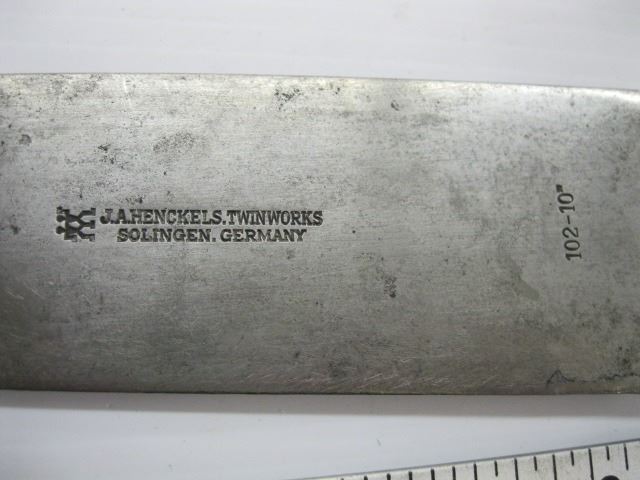 J.A.HENCKELS.TWINWORKS
SOLINGEN. GERMANY
102-10"